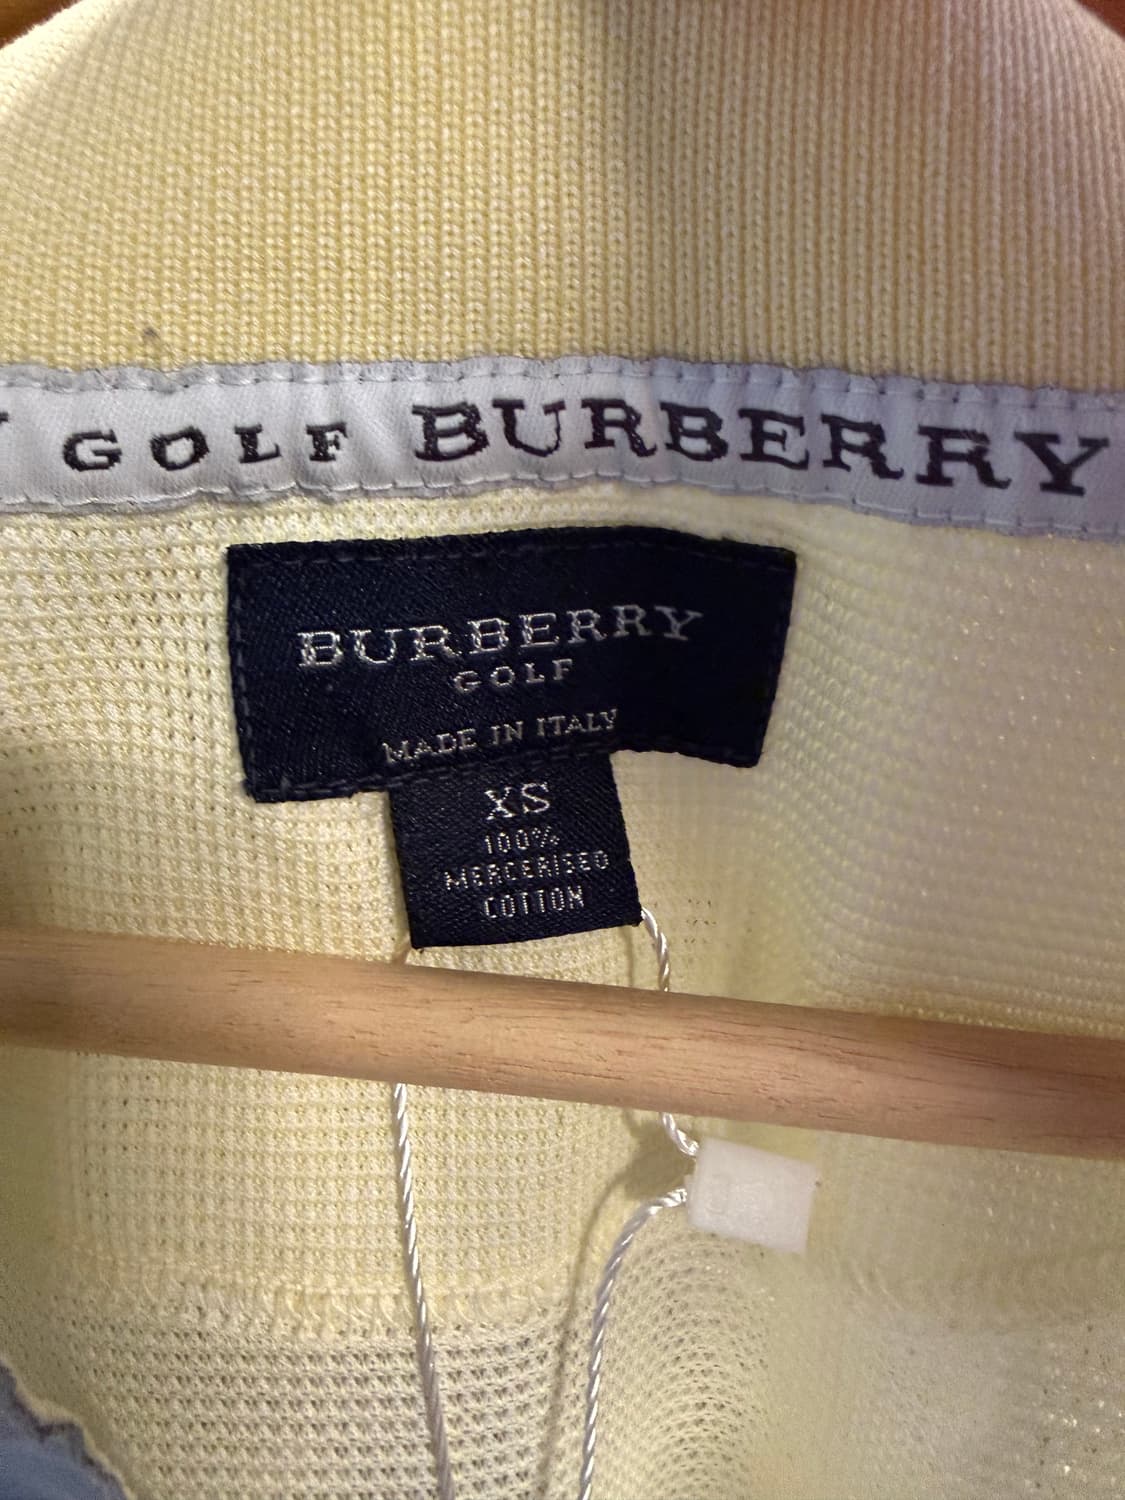 GOLF BURBERRY
BURBERRY
GOLF
MADE IN ITALY
XS
100%
MERCERISED
COTTON